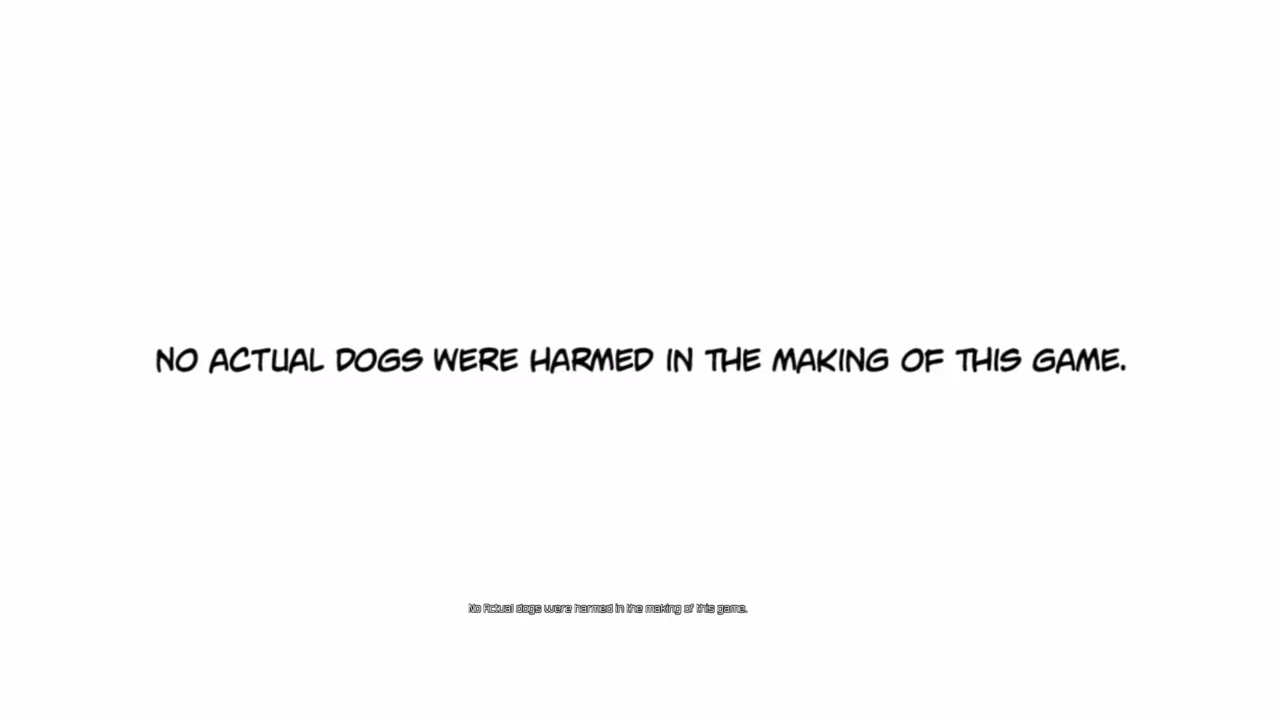 NO ACTUAL DOGS WERE HARMED IN THE MAKING OF THIS GAME.
No Actual dogs were harmed in the making of this game.